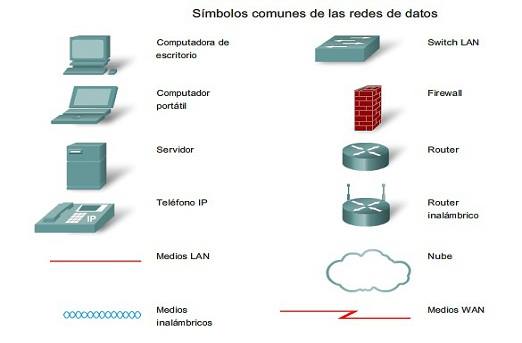 Símbolos comunes de las redes de datos
Computadora de
escritorio
Switch LAN
Computador
portátil
Firewall
Servidor
Router
Teléfono IP
IP
Router
inalámbrico
Medios LAN
Nube
Medios
inalámbricos
Medios WAN